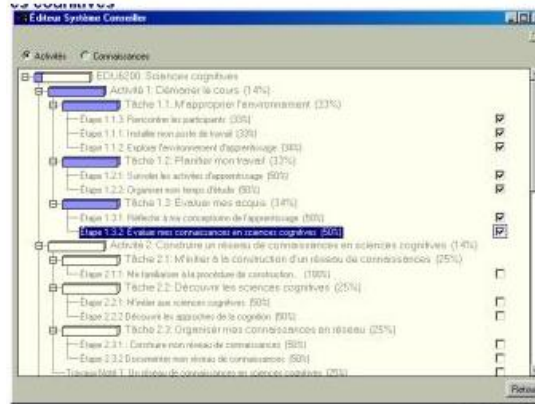 es cognitives
Éditeur Système Conseiller
Activités Connaissances
EDU6200: Sciences cognitives
Activité 1: Démarrer le cours (14%)
Tâche 1.1: M'approprier l'environnement (33%)
Étape 1.1.3: Rencontrer les participants (33%)
Étape 1.1.1: Installer mon poste de travail (33%)
Étape 1.1.2: Explorer l'environnement d'apprentissage (34%)
Tâche 1.2: Planifier mon travail (33%)
Étape 1.2.1: Survoler les activités d'apprentissage (50%)
Étape 1.2.2: Organiser mon temps d'étude (50%)
Tâche 1.3: Évaluer mes acquis (34%)
Étape 1.3.1: Réfléchir à ma conception de l'apprentissage (50%)
Étape 1.3.2: Évaluer mes connaissances en sciences cognitives (50%)
Activité 2: Construire un réseau de connaissances en sciences cognitives (14%)
Tâche 2.1: M'initier à la construction d'un réseau de connaissances (25%)
Étape 2.1.1: Me familiariser à la procédure de construction... (100%)
Tâche 2.2: Découvrir les sciences cognitives (25%)
Étape 2.2.1: M'initier aux sciences cognitives (50%)
Étape 2.2.2 Découvrir les approches de la cognition (50%)
Tâche 2.3: Organiser mes connaissances en réseau (25%)
Étape 2.3.1 : Construire mon réseau de connaissances (50%)
Étape 2.3.2 Documenter mon réseau de connaissances (50%)
Travaux Noté 1: Un réseau de connaissances en sciences cognitives (25%)
Retou